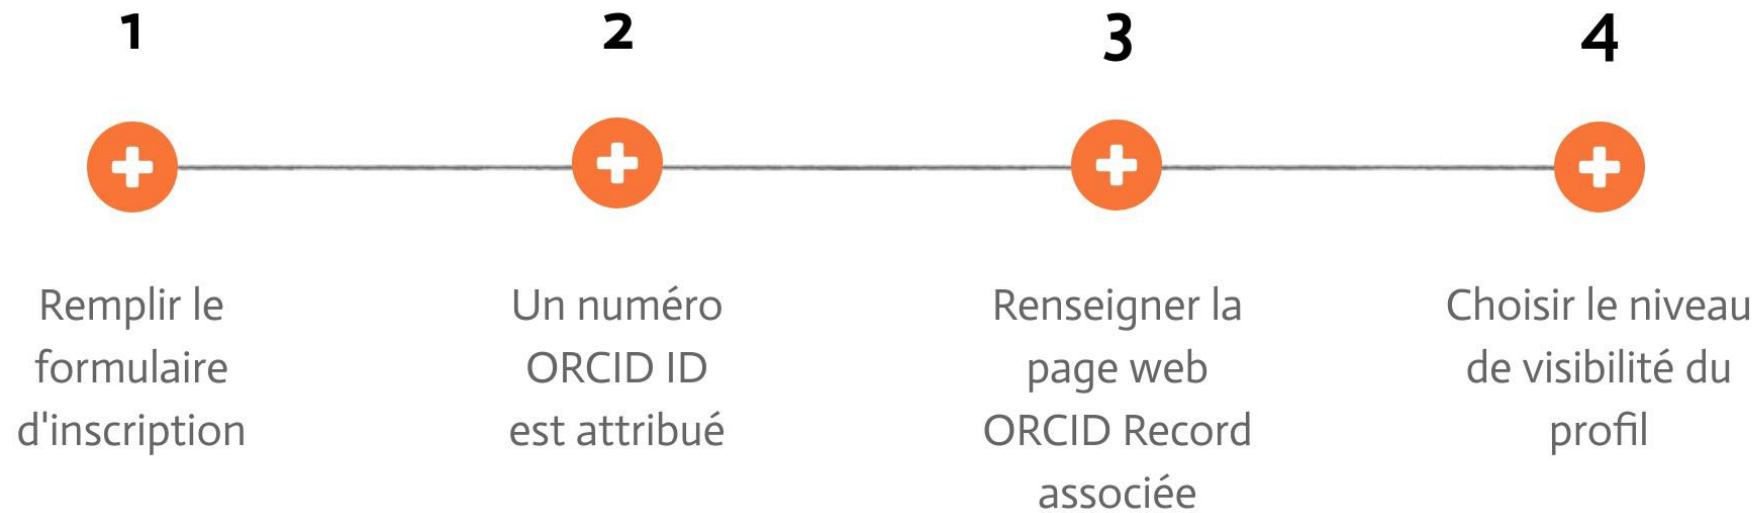 1
Remplir le
formulaire
d'inscription
2
Un numéro
ORCID ID
est attribué
3
Renseigner la
page web
ORCID Record
associée
4
Choisir le niveau
de visibilité du
profil